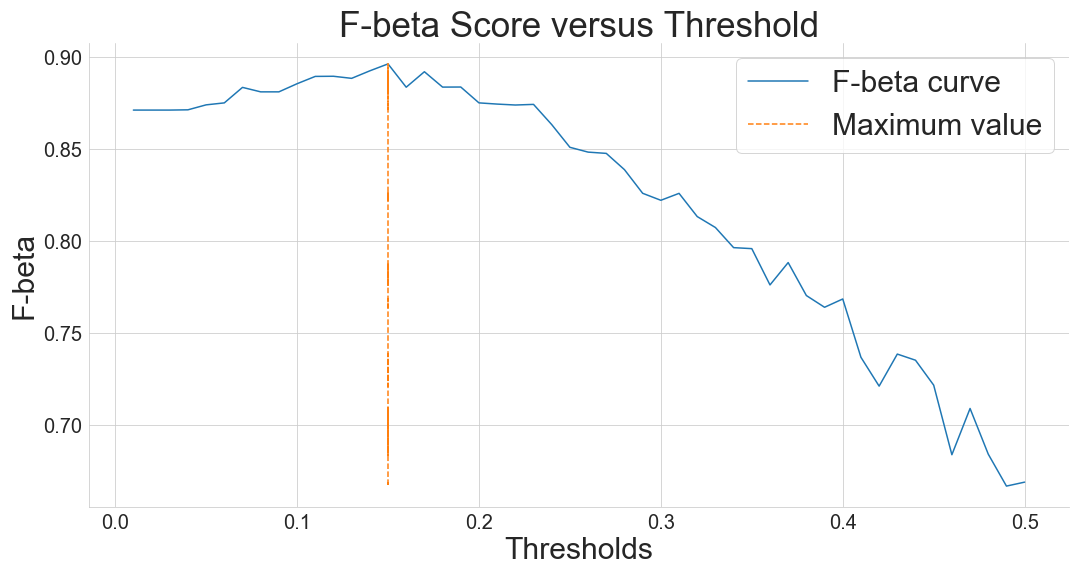 F-beta Score versus Threshold
0.90
0.85
0.80
0.75
0.70
F-beta
F-beta curve
Maximum value
0.0 0.1 0.2 0.3 0.4 0.5
Thresholds